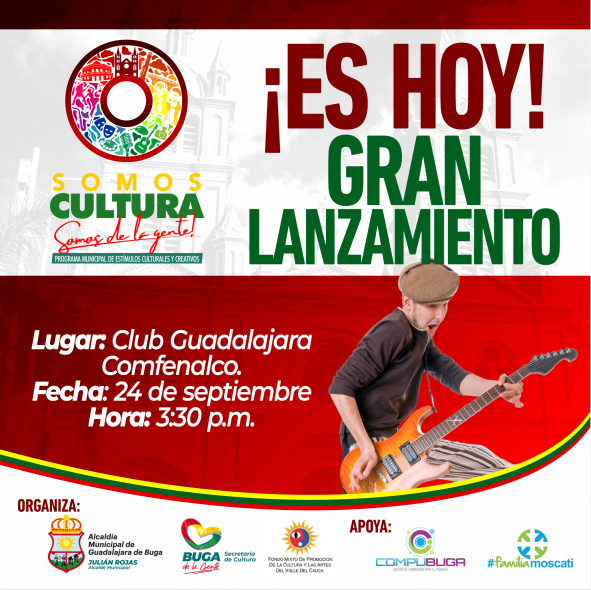 ¡ES HOY!
GRAN
LANZAMIENTO
SOMOS
CULTURA
Somos de la gente!
PROGRAMA MUNICIPAL DE ESTÍMULOS CULTURALES Y CREATIVOS
Lugar: Club Guadalajara
Comfenalco.
Fecha: 24 de septiembre
Hora: 3:30 p.m.
ORGANIZA:
Alcaldía
Municipal de
Guadalajara de Buga
JULIÁN ROJAS
Alcalde Municipal
BUGA
de la Gente
Secretaría
de Cultura
FONDO MIXTO DE PROMOCION
DE LA CULTURA Y LAS ARTES
DEL VALLE DEL CAUCA
APOYA:
COMPUBUGA
#familiamoscati